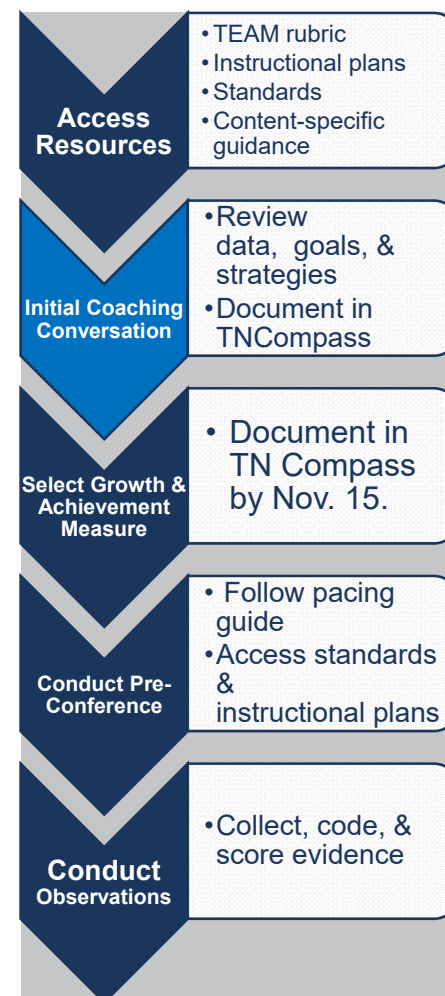 Access
Resources
• TEAM rubric
• Instructional plans
• Standards
• Content-specific
guidance
Initial Coaching
Conversation
•Review
data, goals, &
strategies
•Document in
TNCompass
Select Growth &
Achievement
Measure
• Document in
TN Compass
by Nov. 15.
Conduct Pre-
Conference
• Follow pacing
guide
•Access standards
&
instructional plans
Conduct
Observations
•Collect, code, &
score evidence